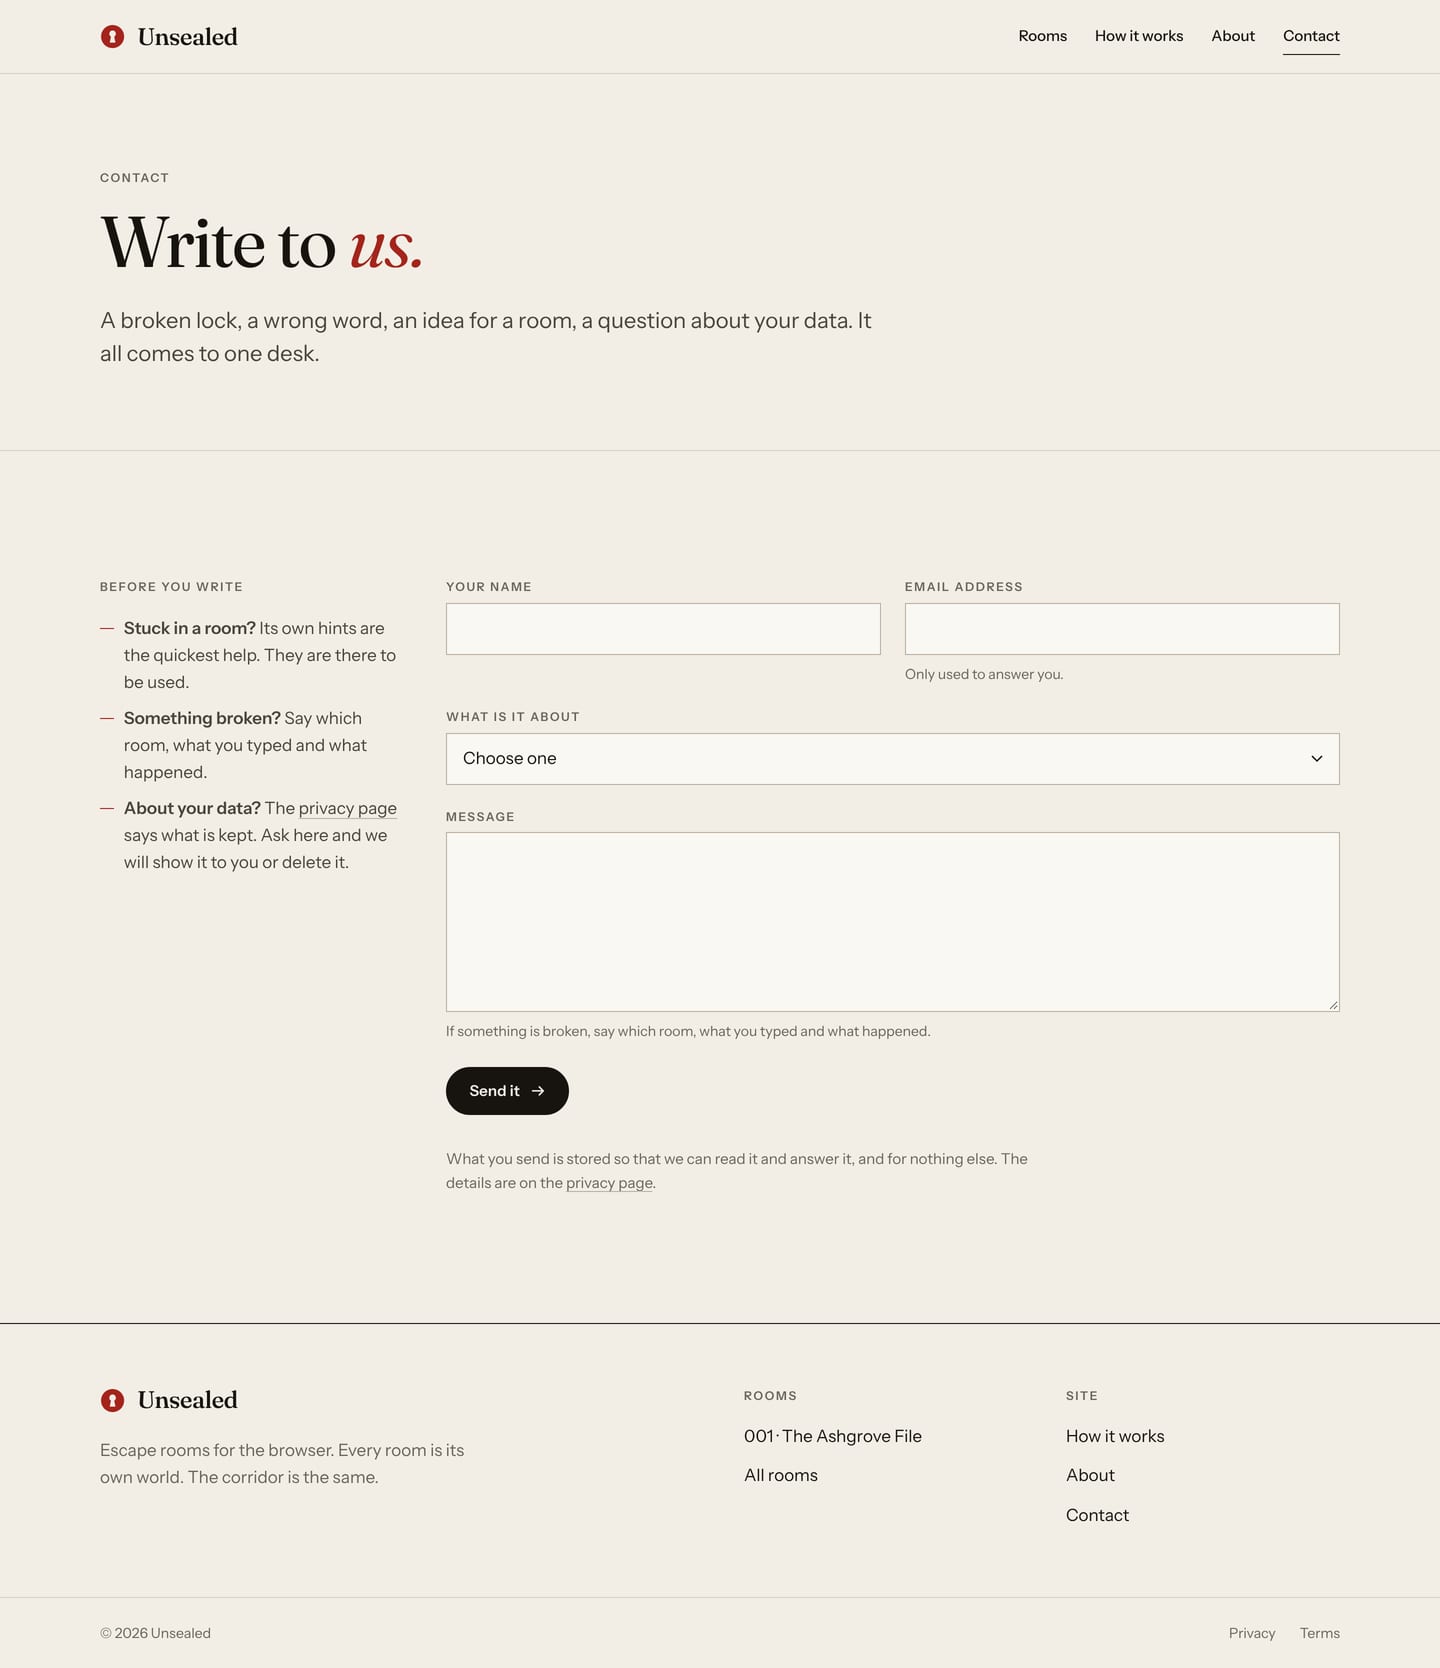 Unsealed
Rooms How it works About Contact
CONTACT
Write to us.
A broken lock, a wrong word, an idea for a room, a question about your data. It
all comes to one desk.
BEFORE YOU WRITE
— Stuck in a room? Its own hints are
the quickest help. They are there to
be used.
— Something broken? Say which
room, what you typed and what
happened.
— About your data? The privacy page
says what is kept. Ask here and we
will show it to you or delete it.
YOUR NAME
EMAIL ADDRESS
Only used to answer you.
WHAT IS IT ABOUT
Choose one
MESSAGE
If something is broken, say which room, what you typed and what happened.
Send it →
What you send is stored so that we can read it and answer it, and for nothing else. The
details are on the privacy page.
Unsealed
Escape rooms for the browser. Every room is its
own world. The corridor is the same.
ROOMS
001 · The Ashgrove File
All rooms
SITE
How it works
About
Contact
© 2026 Unsealed
Privacy Terms